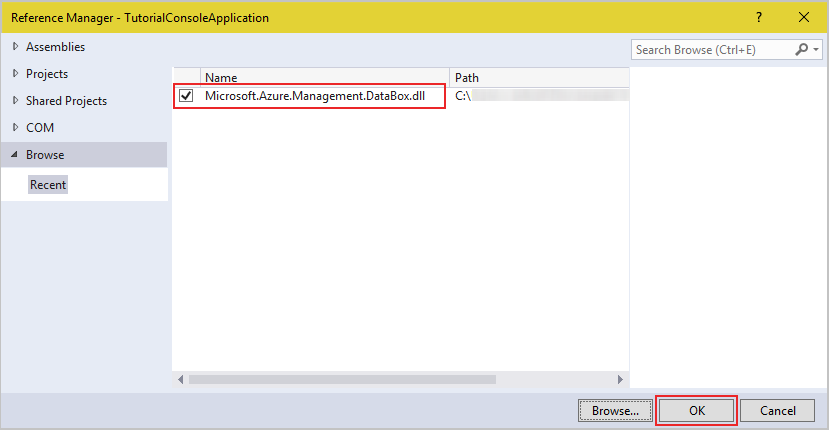 Reference Manager - TutorialConsoleApplication ?
Assemblies
Projects
Shared Projects
COM
Browse
Recent
Name Path
Microsoft.Azure.Management.DataBox.dll C:\
Search Browse (Ctrl+E)
Browse... OK Cancel